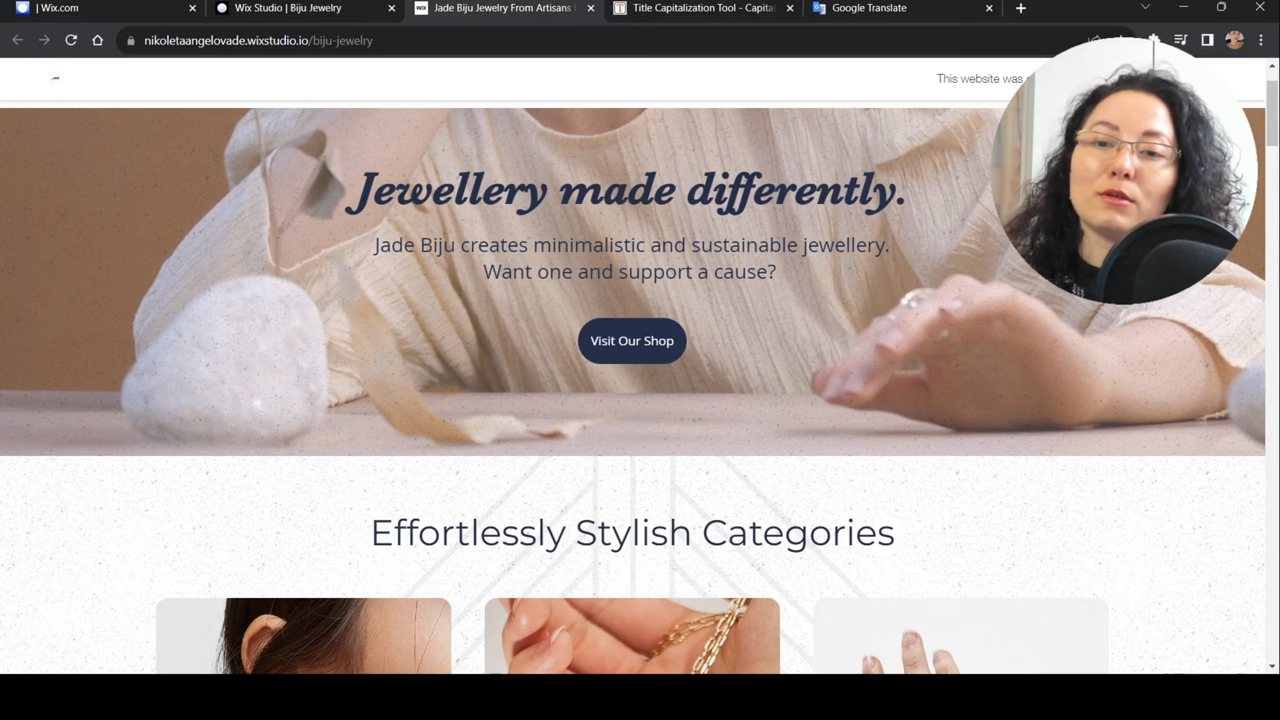 | Wix.com
Wix Studio | Biju Jewelry
WIX
Jade Biju Jewelry From Artisans
Title Capitalization Tool - Capital
Google Translate
nikoletaangelovade.wixstudio.io/biju-jewelry
This website was
Jewellery made differently.
Jade Biju creates minimalistic and sustainable jewellery.
Want one and support a cause?
Visit Our Shop
Effortlessly Stylish Categories